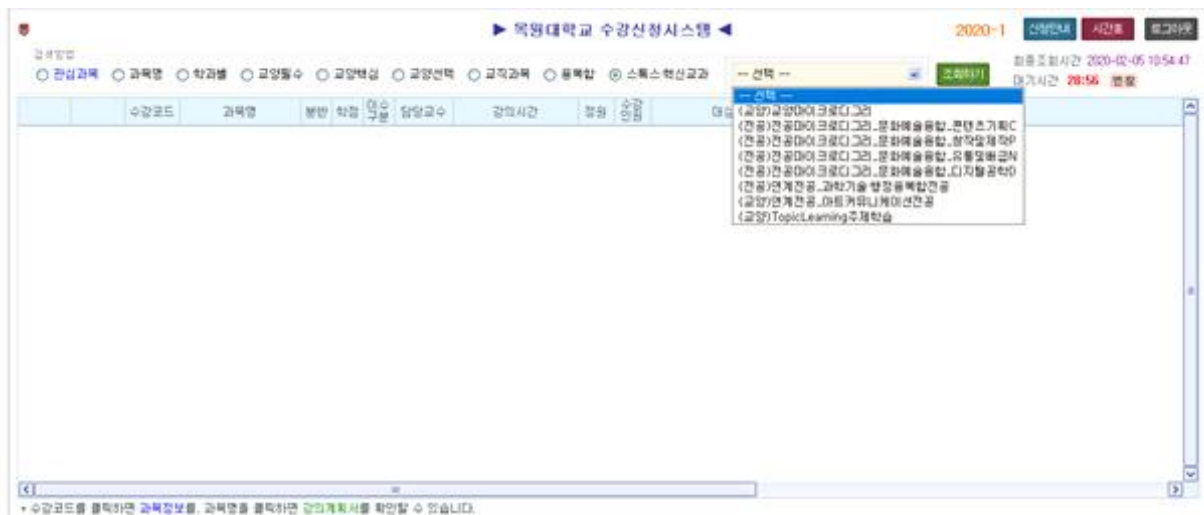 ▶ 목원대학교 수강신청시스템 ◀
2020-1 신청안내 시간표 로그아웃
검색방법
관심과목 과목명 학과별 교양필수 교양핵심 교양선택 교직과목 융복합 스톡스혁신교과 -- 선택 -- 조회하기
최종조회시간 2020-02-05 10:54:47
대기시간 28:56 연장
수강코드 과목명 분반 학점 이수구분 담당교수 강의시간 정원 수강인원
-- 선택 --
(교양)교양마이크로디그리
(전공)전공마이크로디그리_문화예술융합_콘텐츠기획C
(전공)전공마이크로디그리_문화예술융합_창작및제작P
(전공)전공마이크로디그리_문화예술융합_유통및배급N
(전공)전공마이크로디그리_문화예술융합_디지털공학D
(전공)연계전공_과학기술행정융복합전공
(교양)연계전공_아트커뮤니케이션전공
(교양)TopicLearning주제학습
* 수강코드를 클릭하면 과목정보를, 과목명을 클릭하면 강의계획서를 확인할 수 있습니다.